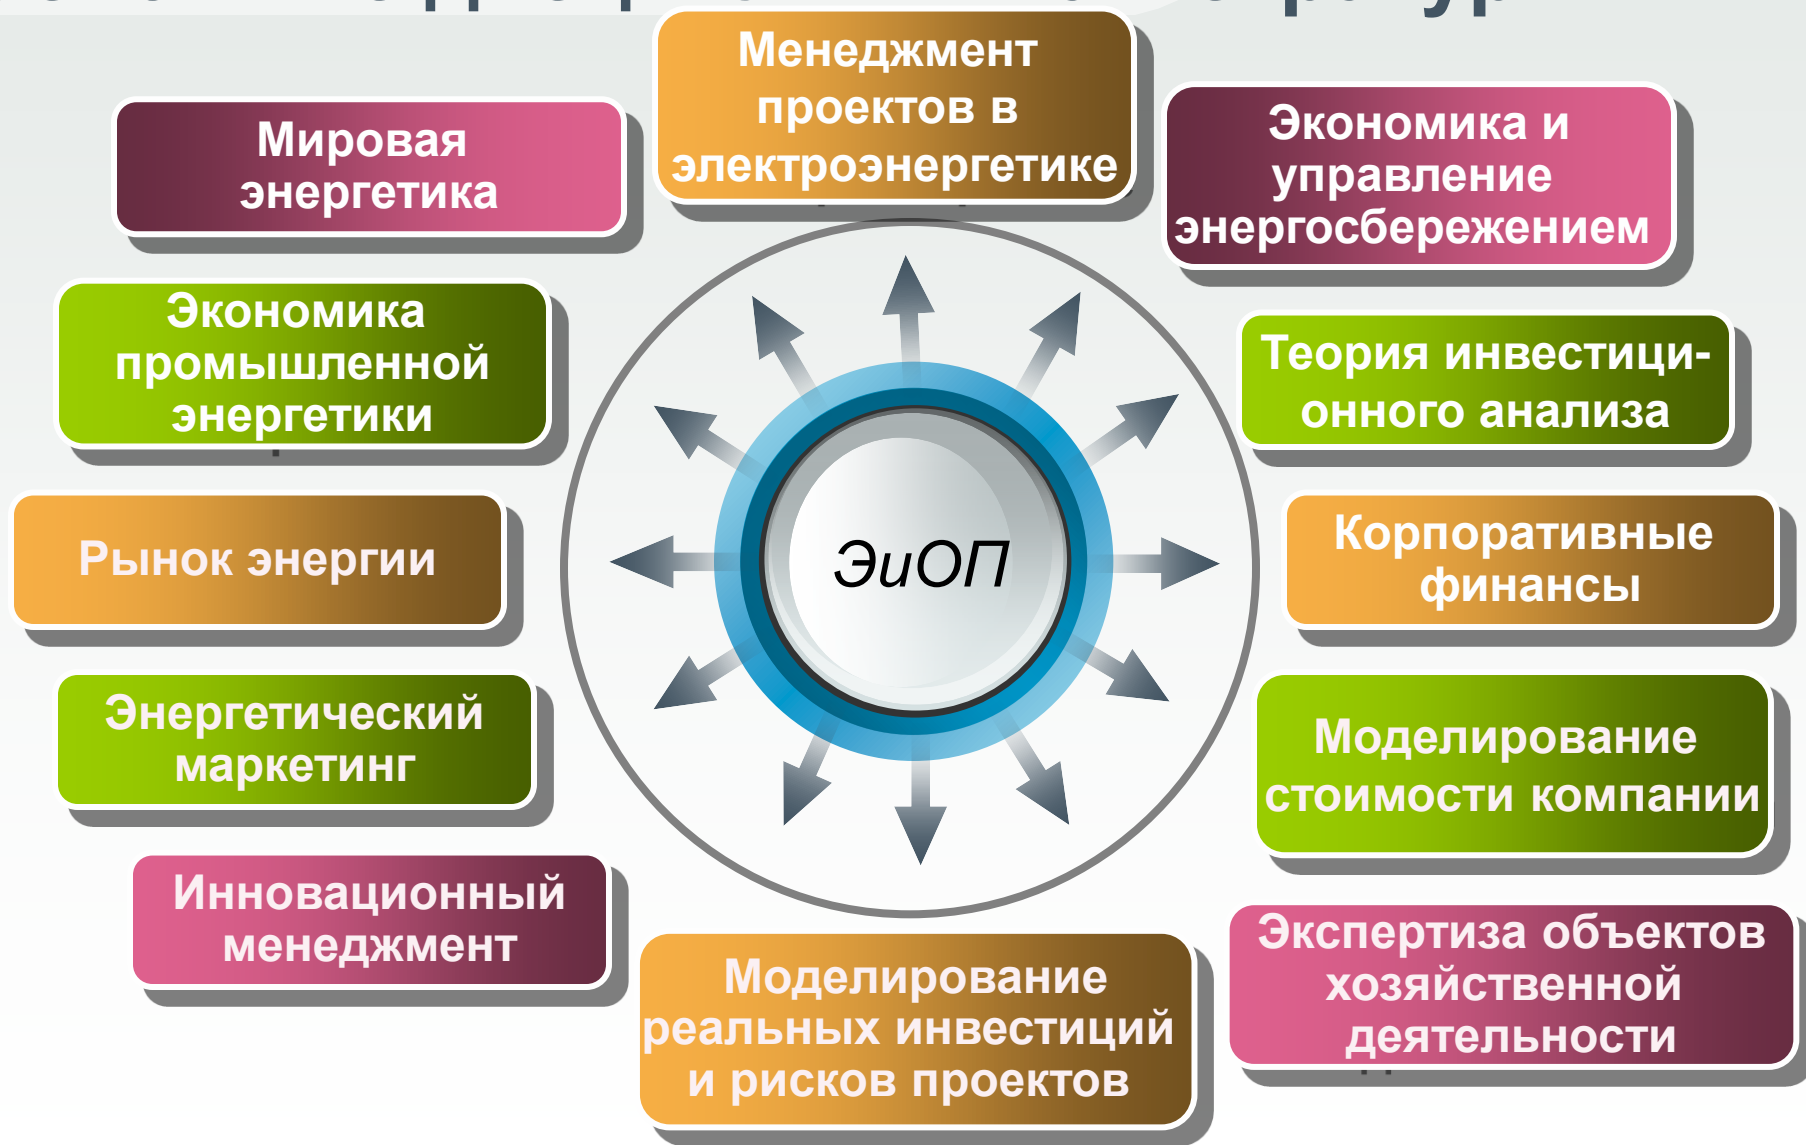 Менеджмент
проектов в
электроэнергетике
Мировая
энергетика
Экономика и
управление
энергосбережением
Экономика
промышленной
энергетики
Теория инвестици-
онного анализа
Рынок энергии
ЭиОП
Корпоративные
финансы
Энергетический
маркетинг
Моделирование
стоимости компании
Инновационный
менеджмент
Моделирование
реальных инвестиций
и рисков проектов
Экспертиза объектов
хозяйственной
деятельности